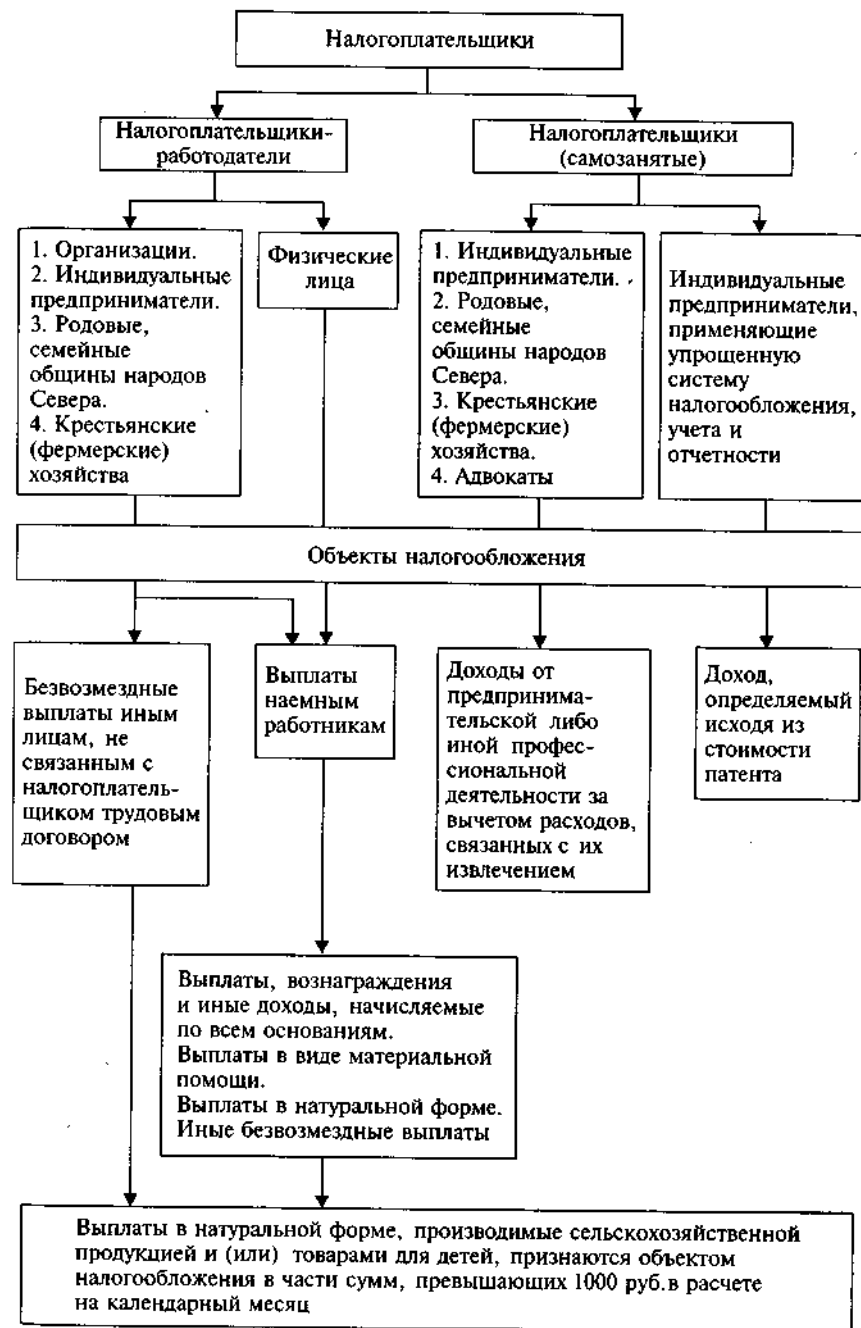 Налогоплательщики
Налогоплательщики-
работодатели
Налогоплательщики
(самозанятые)
1. Организации.
2. Индивидуальные
предприниматели.
3. Родовые,
семейные
общины народов
Севера.
4. Крестьянские
(фермерские)
хозяйства
Физические
лица
1. Индивидуальные
предприниматели.
2. Родовые,
семейные
общины народов
Севера.
3. Крестьянские
(фермерские)
хозяйства.
4. Адвокаты
Индивидуальные
предприниматели,
применяющие
упрощенную
систему
налогообложения,
учета и
отчетности
Объекты налогообложения
Безвозмездные
выплаты иным
лицам, не
связанным с
налогоплатель-
щиком трудовым
договором
Выплаты
наемным
работникам
Доходы от
предпринима-
тельской либо
иной профес-
сиональной
деятельности за
вычетом расходов,
связанных с их
извлечением
Доход,
определяемый
исходя из
стоимости
патента
Выплаты, вознаграждения
и иные доходы, начисляемые
по всем основаниям.
Выплаты в виде материальной
помощи.
Выплаты в натуральной форме.
Иные безвозмездные выплаты
Выплаты в натуральной форме, производимые сельскохозяйственной
продукцией и (или) товарами для детей, признаются объектом
налогообложения в части сумм, превышающих 1000 руб.в расчете
на календарный месяц